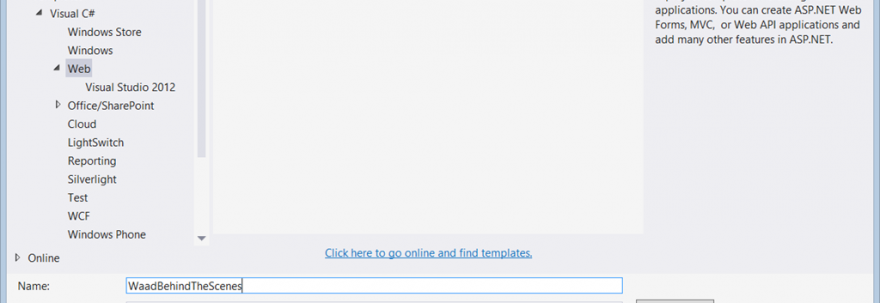 Visual C#
Windows Store
Windows
Web
Visual Studio 2012
Office/SharePoint
Cloud
LightSwitch
Reporting
Silverlight
Test
WCF
Windows Phone
Online
applications. You can create ASP.NET Web
Forms, MVC, or Web API applications and
add many other features in ASP.NET.
Click here to go online and find templates.
Name:
WaadBehindTheScenes